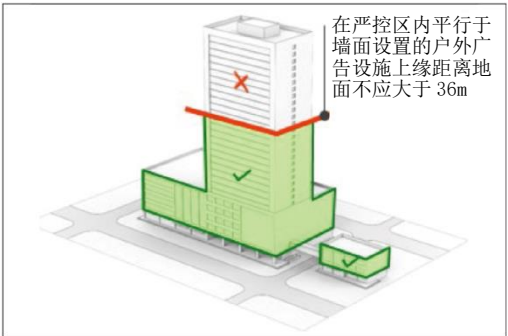 在严控区内平行于
墙面设置的户外广
告设施上缘距离地
面不应大于 36m